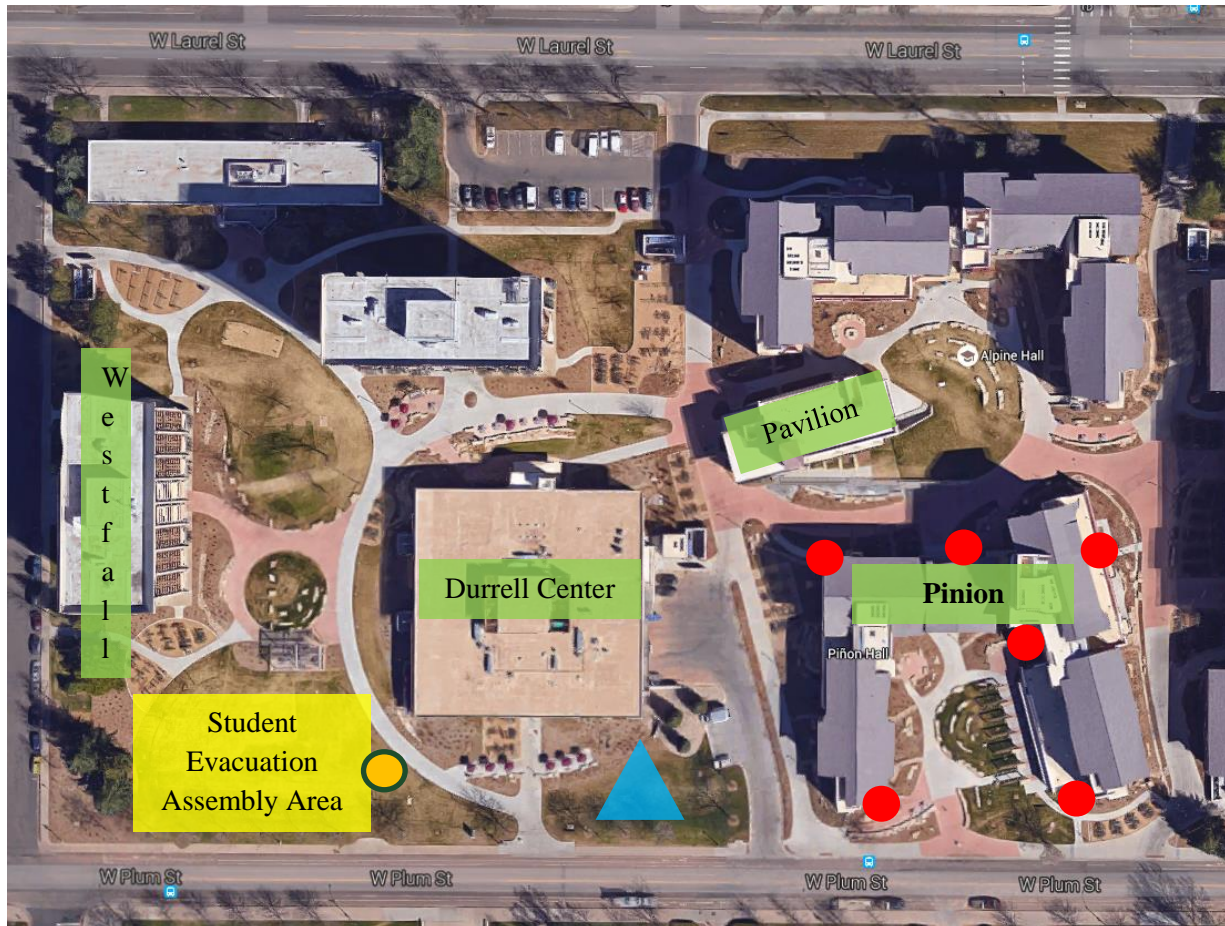 W Laurel St
W Laurel St
W Laurel St
Alpine Hall
Westfall
Pavilion
Durrell Center
Pinion
Piñon Hall
Student
Evacuation
Assembly Area
W Plum St
W Plum St
W Plum St
W Plum St